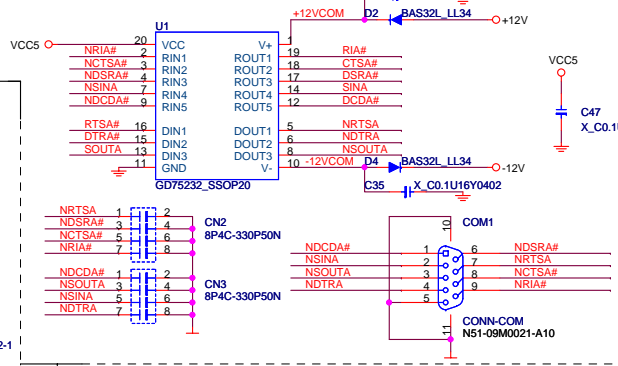 +12VCOM D2 BAS32L_LL34 +12V
U1
VCC5 20 VCC V+ 1
NRIA# 2 RIN1 ROUT1 19 RIA#
NCTSA# 3 RIN2 ROUT2 18 CTSA#
NDSRA# 4 RIN3 ROUT3 17 DSRA#
NSINA 7 RIN4 ROUT4 14 SINA
NDCDA# 9 RIN5 ROUT5 12 DCDA#
RTSA# 16 DIN1 DOUT1 5 NRTSA
DTRA# 15 DIN2 DOUT2 6 NDTRA
SOUTA 13 DIN3 DOUT3 8 NSOUTA
11 GND V- 10 -12VCOM D4 BAS32L_LL34 -12V
GD75232_SSOP20
C35 X_C0.1U16Y0402
VCC5
C47
X_C0.1U
NRTSA 1 2
NDSRA# 3 4
NCTSA# 5 6
NRIA# 7 8
CN2
8P4C-330P50N
NDCDA# 1 2
NSOUTA 3 4
NSINA 5 6
NDTRA 7 8
CN3
8P4C-330P50N
COM1
10
NDCDA# 1 6 NDSRA#
NSINA 2 7 NRTSA
NSOUTA 3 8 NCTSA#
NDTRA 4 9 NRIA#
5
11
CONN-COM
N51-09M0021-A10
2-1